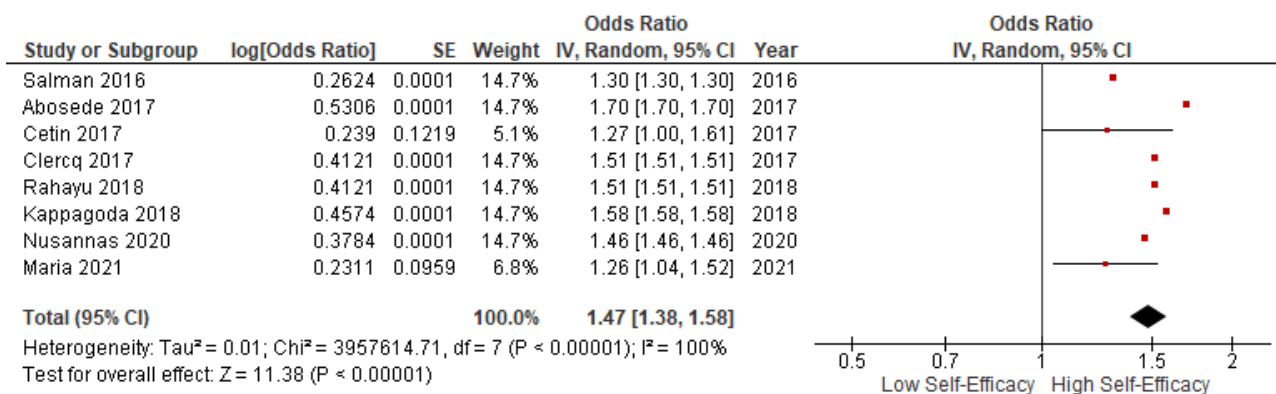 Odds Ratio Odds Ratio
Study or Subgroup log[Odds Ratio] SE Weight IV, Random, 95% CI Year IV, Random, 95% CI
Salman 2016 0.2624 0.0001 14.7% 1.30 [1.30, 1.30] 2016
Abosede 2017 0.5306 0.0001 14.7% 1.70 [1.70, 1.70] 2017
Cetin 2017 0.239 0.1219 5.1% 1.27 [1.00, 1.61] 2017
Clercq 2017 0.4121 0.0001 14.7% 1.51 [1.51, 1.51] 2017
Rahayu 2018 0.4121 0.0001 14.7% 1.51 [1.51, 1.51] 2018
Kappagoda 2018 0.4574 0.0001 14.7% 1.58 [1.58, 1.58] 2018
Nusannas 2020 0.3784 0.0001 14.7% 1.46 [1.46, 1.46] 2020
Maria 2021 0.2311 0.0959 6.8% 1.26 [1.04, 1.52] 2021
Total (95% CI) 100.0% 1.47 [1.38, 1.58]
Heterogeneity: Tau² = 0.01; Chi² = 3957614.71, df = 7 (P < 0.00001); I² = 100%
Test for overall effect: Z = 11.38 (P < 0.00001)
0.5 0.7 1 1.5 2
Low Self-Efficacy High Self-Efficacy